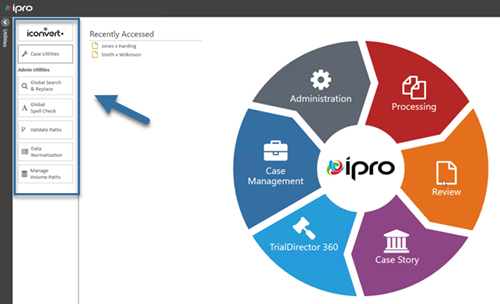 ipro
Utilities
iconvert+
Case Utilities
Admin Utilities
Global Search
& Replace
Global
Spell Check
Validate Paths
Data
Normalization
Manage
Volume Paths
Recently Accessed
Jones v Harding
Smith v Wilkinson
Administration
Processing
Case
Management
ipro
Review
TrialDirector 360
Case Story